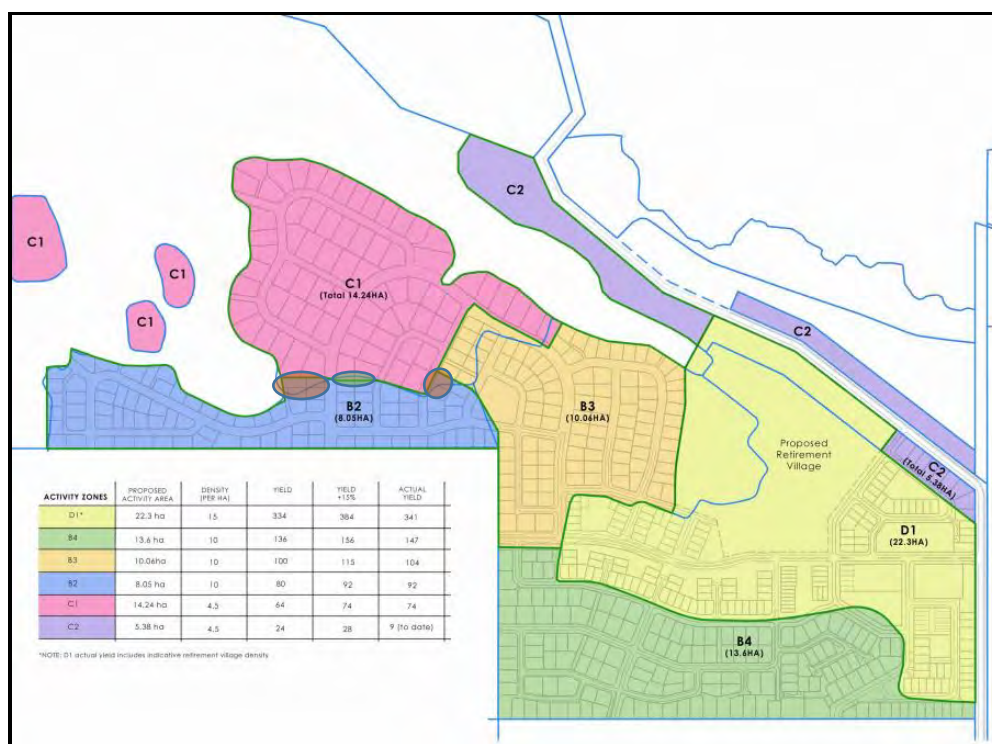 C2
C1
C1
C1
C1
(Total 14.24HA)
C2
B2
(8.05HA)
B3
(10.06HA)
Proposed
Retirement
Village
C2
(Total 5.38HA)
D1
(22.3HA)
B4
(13.6HA)
ACTIVITY ZONES PROPOSED ACTIVITY AREA DENSITY (PER HA) YIELD YIELD +15% ACTUAL YIELD
D1* 22.3 ha 15 334 384 341
B4 13.6 ha 10 136 156 147
B3 10.06ha 10 100 115 104
B2 8.05 ha 10 80 92 92
C1 14.24 ha 4.5 64 74 74
C2 5.38 ha 4.5 24 28 9 (to date)
*NOTE: D1 actual yield includes indicative retirement village density